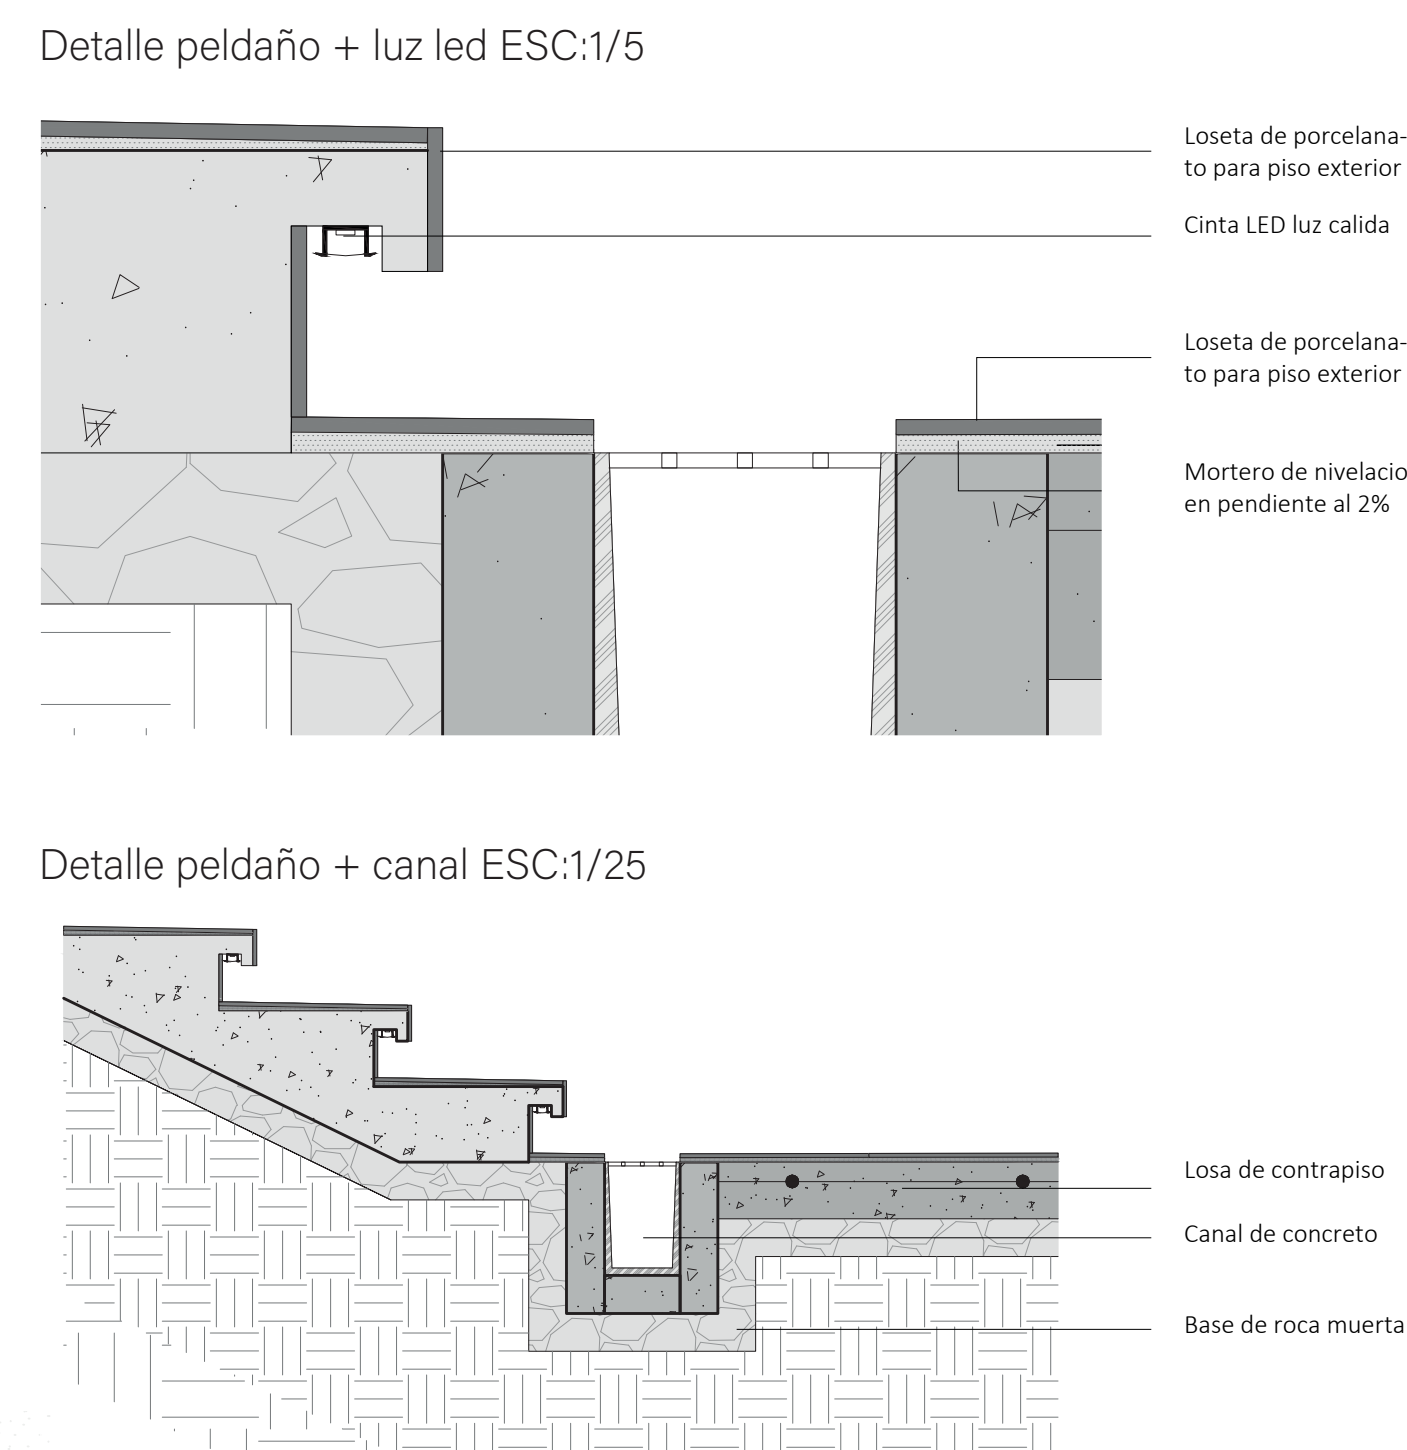 Detalle peldaño + luz led ESC:1/5
Loseta de porcelana-
to para piso exterior
Cinta LED luz calida
Loseta de porcelana-
to para piso exterior
Mortero de nivelacio
en pendiente al 2%
Detalle peldaño + canal ESC:1/25
Losa de contrapiso
Canal de concreto
Base de roca muerta